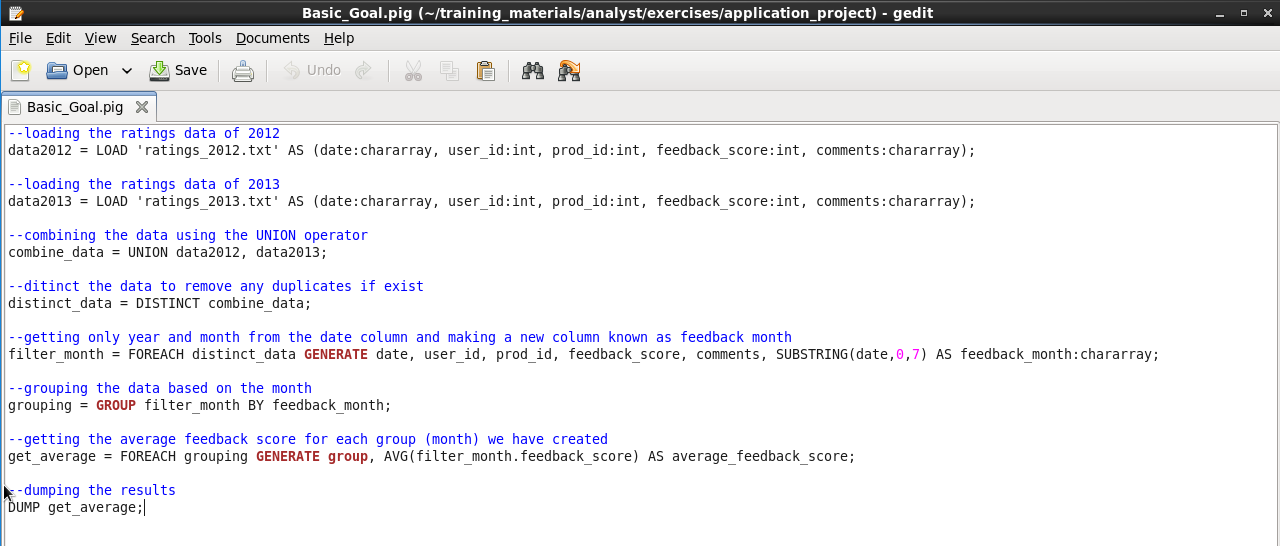 Basic_Goal.pig (~/training_materials/analyst/exercises/application_project) - gedit
File Edit View Search Tools Documents Help
Open Save Undo
Basic_Goal.pig
--loading the ratings data of 2012
data2012 = LOAD 'ratings_2012.txt' AS (date:chararray, user_id:int, prod_id:int, feedback_score:int, comments:chararray);
--loading the ratings data of 2013
data2013 = LOAD 'ratings_2013.txt' AS (date:chararray, user_id:int, prod_id:int, feedback_score:int, comments:chararray);
--combining the data using the UNION operator
combine_data = UNION data2012, data2013;
--ditinct the data to remove any duplicates if exist
distinct_data = DISTINCT combine_data;
--getting only year and month from the date column and making a new column known as feedback month
filter_month = FOREACH distinct_data GENERATE date, user_id, prod_id, feedback_score, comments, SUBSTRING(date,0,7) AS feedback_month:chararray;
--grouping the data based on the month
grouping = GROUP filter_month BY feedback_month;
--getting the average feedback score for each group (month) we have created
get_average = FOREACH grouping GENERATE group, AVG(filter_month.feedback_score) AS average_feedback_score;
--dumping the results
DUMP get_average;